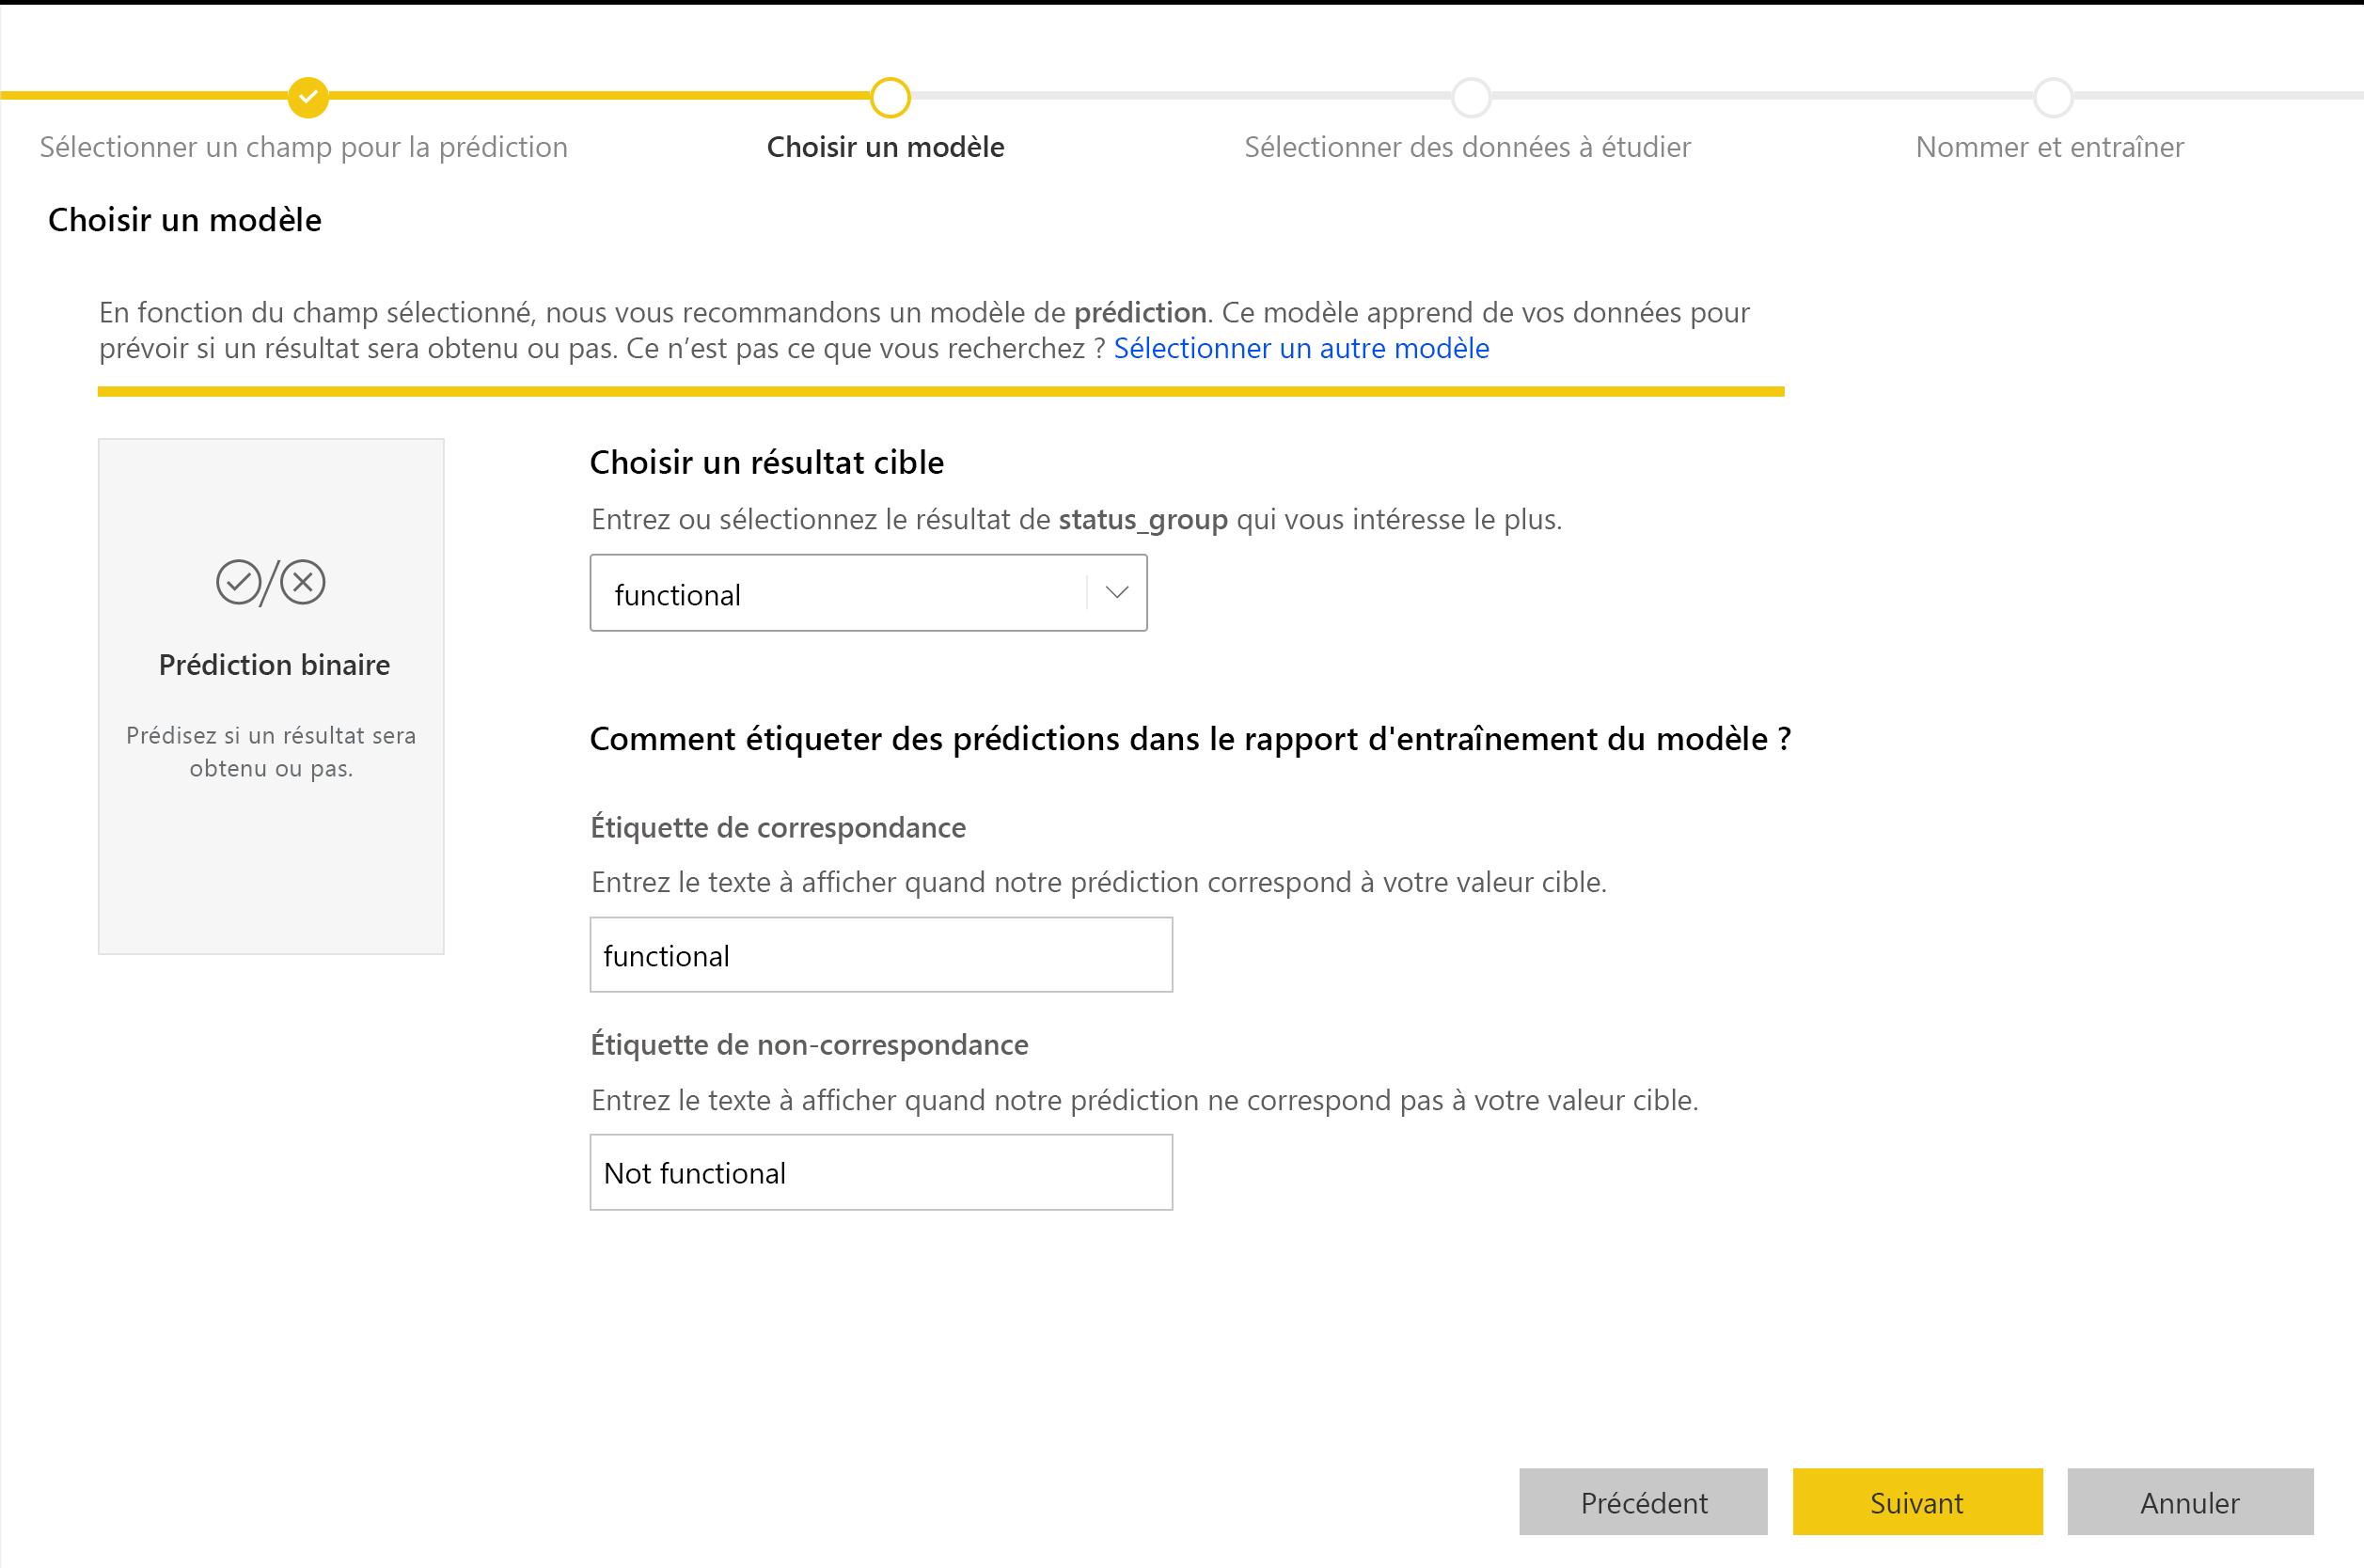 Sélectionner un champ pour la prédiction
Choisir un modèle
Sélectionner des données à étudier
Nommer et entraîner
Choisir un modèle
En fonction du champ sélectionné, nous vous recommandons un modèle de prédiction. Ce modèle apprend de vos données pour
prévoir si un résultat sera obtenu ou pas. Ce n’est pas ce que vous recherchez ? Sélectionner un autre modèle
Prédiction binaire
Prédisez si un résultat sera
obtenu ou pas.
Choisir un résultat cible
Entrez ou sélectionnez le résultat de status_group qui vous intéresse le plus.
functional
Comment étiqueter des prédictions dans le rapport d'entraînement du modèle ?
Étiquette de correspondance
Entrez le texte à afficher quand notre prédiction correspond à votre valeur cible.
functional
Étiquette de non-correspondance
Entrez le texte à afficher quand notre prédiction ne correspond pas à votre valeur cible.
Not functional
Précédent
Suivant
Annuler